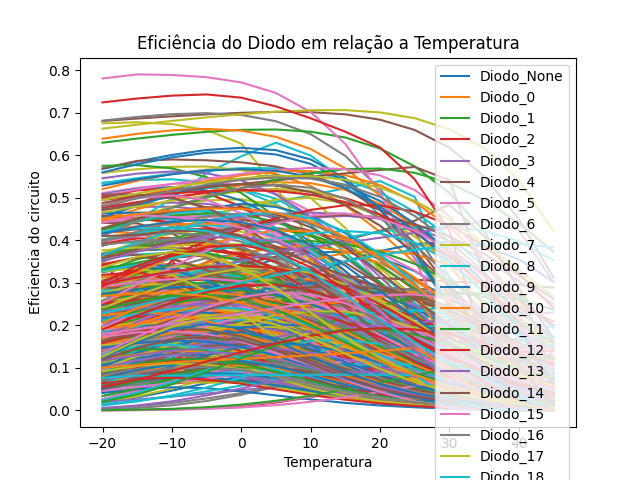 Eficiência do Diodo em relação a Temperatura
Eficiencia do circuito
0.8
0.7
0.6
0.5
0.4
0.3
0.2
0.1
0.0
−20
−10
0
10
20
30
40
Temperatura
Diodo_None
Diodo_0
Diodo_1
Diodo_2
Diodo_3
Diodo_4
Diodo_5
Diodo_6
Diodo_7
Diodo_8
Diodo_9
Diodo_10
Diodo_11
Diodo_12
Diodo_13
Diodo_14
Diodo_15
Diodo_16
Diodo_17
Diodo_18